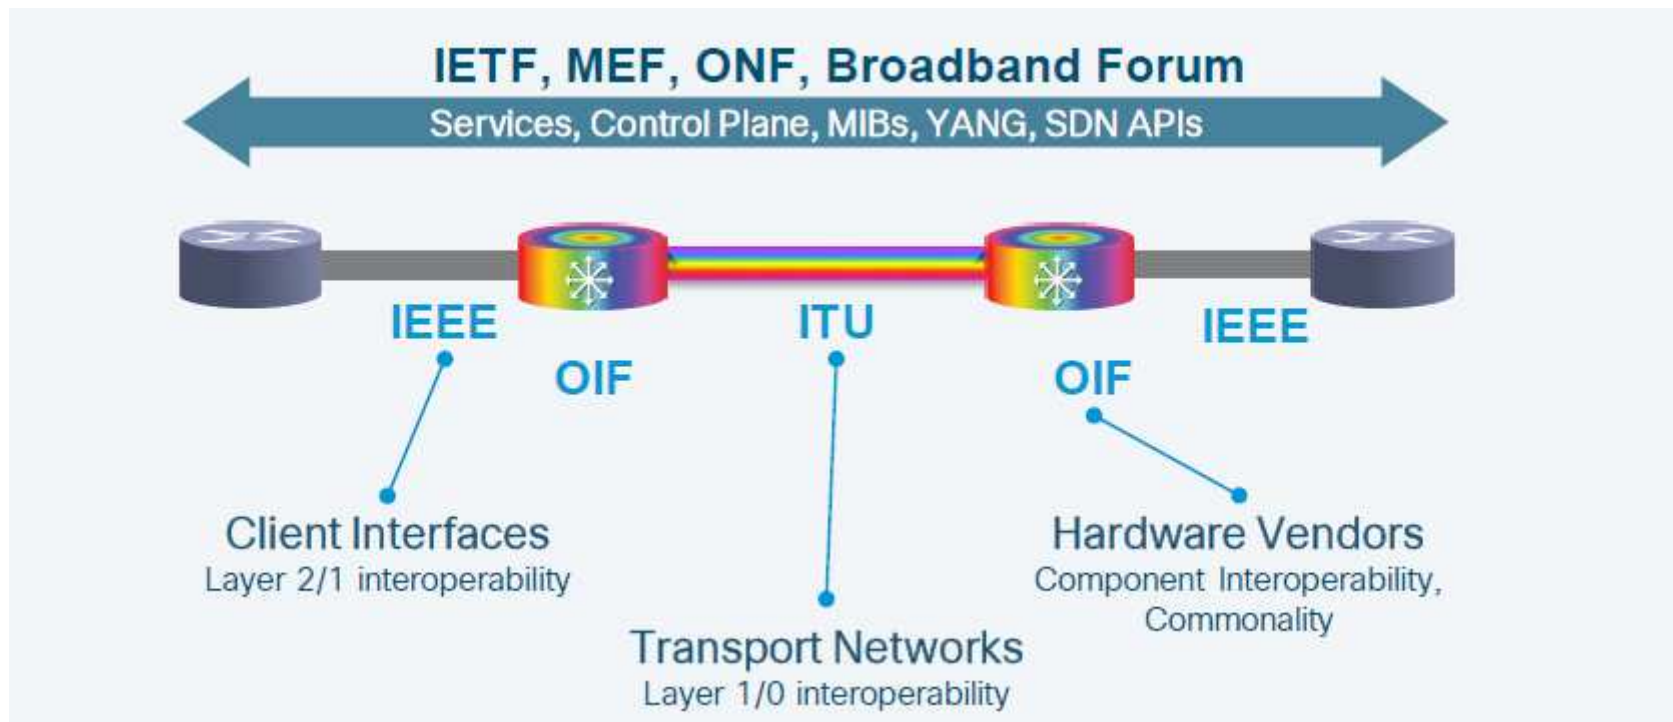 IETF, MEF, ONF, Broadband Forum
Services, Control Plane, MIBs, YANG, SDN APIs
IEEE
ITU
IEEE
OIF
OIF
Client Interfaces
Layer 2/1 interoperability
Hardware Vendors
Component Interoperability,
Commonality
Transport Networks
Layer 1/0 interoperability